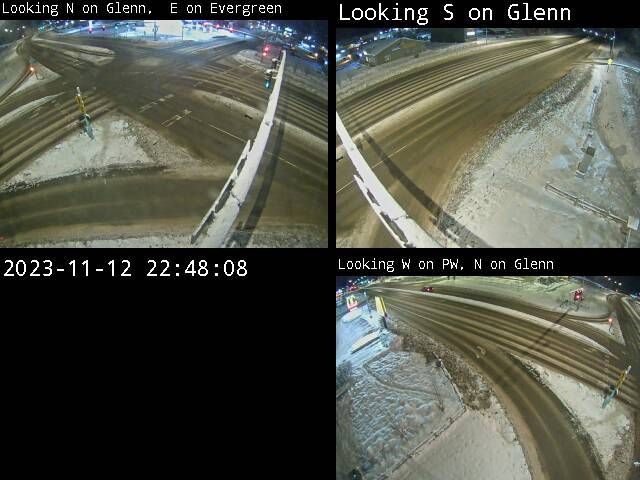 Looking N on Glenn,  E on Evergreen
Looking S on Glenn
2023-11-12 22:48:08
Looking W on PW, N on Glenn